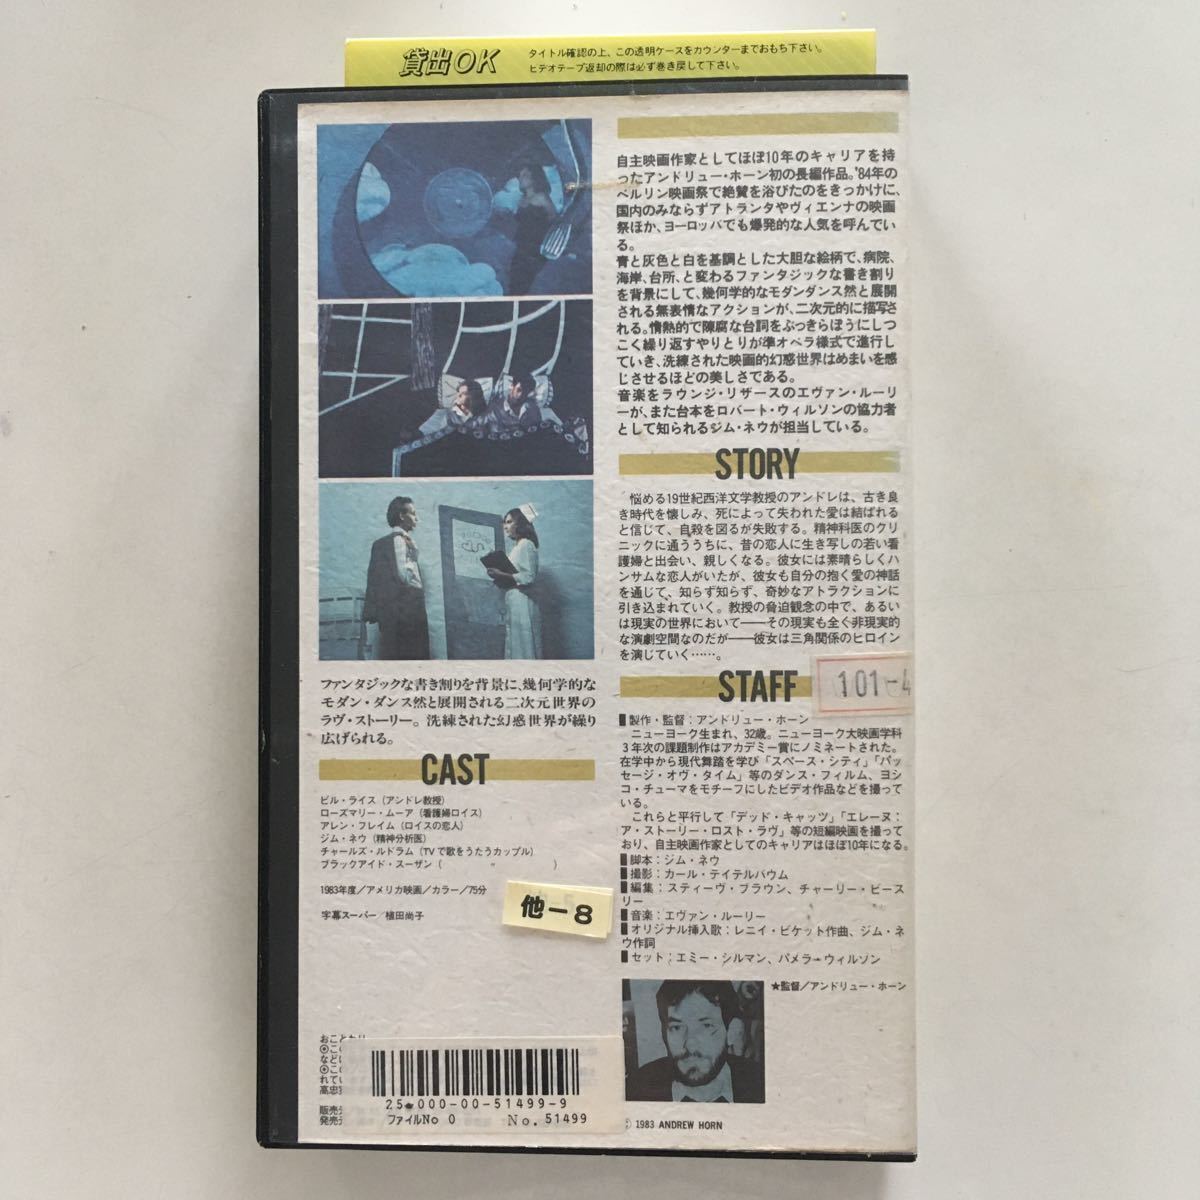 貸出OK
タイトル確認の上、この透明ケースをカウンターまでおもち下さい。
ビデオテープ返却の際は必ず巻き戻して下さい。
自主映画作家としてほぼ10年のキャリアを持
ったアンドリュー・ホーン初の長編作品。'84年の
ベルリン映画祭で絶賛を浴びたのをきっかけに、
国内のみならずアトランタやヴィエンナの映画
祭ほか、ヨーロッパでも爆発的な人気を呼んでい
る。
青と灰色と白を基調とした大胆な絵柄で、病院、
海岸、台所、と変わるファンタジックな書き割り
を背景にして、幾何学的なモダンダンス然と展開
される無表情なアクションが、二次元的に描写さ
れる。情熱的で陳腐な台詞をぶっきらぼうにしつ
こく繰り返すやりとりが準オペラ様式で進行し
ていき、洗練された映画的幻惑世界はめまいを感
じさせるほどの美しさである。
音楽をラウンジ・リザースのエヴァン・ルーリ
ーが、また台本をロバート・ウィルソンの協力者
として知られるジム・ネウが担当している。
STORY
悩める19世紀西洋文学教授のアンドレは、古き良
き時代を懐しみ、死によって失われた愛は結ばれる
と信じて、自殺を図るが失敗する。精神科医のクリ
ニックに通ううちに、昔の恋人に生き写しの若い看
護婦と出会い、親しくなる。彼女には素晴らしくハ
ンサムな恋人がいたが、彼女も自分の抱く愛の神話
を通じて、知らず知らず、奇妙なアトラクションに
引き込まれていく。教授の脅迫観念の中で、あるい
は現実の世界において――その現実も全く非現実的
な演劇空間なのだが――彼女は三角関係のヒロイン
を演じていく……。
STAFF
101-4
■製作・監督：アンドリュー・ホーン
ニューヨーク生まれ、32歳。ニューヨーク大映画学科
3年次の課題制作はアカデミー賞にノミネートされた。
在学中から現代舞踏を学び「スペース・シティ」「パッ
セージ・オヴ・タイム」等のダンス・フィルム、ヨシ
コ・チューマをモチーフにしたビデオ作品などを撮って
いる。
これらと平行して「デッド・キャッツ」「エレーヌ：
ア・ストーリー・ロスト・ラヴ」等の短編映画を撮って
おり、自主映画作家としてのキャリアはほぼ10年になる。
■脚本：ジム・ネウ
■撮影：カール・テイテルバウム
■編集：スティーヴ・ブラウン、チャーリー・ビース
リー
■音楽：エヴァン・ルーリー
■オリジナル挿入歌：レニイ・ピケット作曲、ジム・ネ
ウ作詞
■セット：エミー・シルマン、パメラ・ウィルソン
★監督／アンドリュー・ホーン
© 1983 ANDREW HORN
ファンタジックな書き割りを背景に、幾何学的な
モダン・ダンス然と展開される二次元世界の
ラヴ・ストーリー。洗練された幻惑世界が繰り
広げられる。
CAST
ビル・ライス（アンドレ教授）
ローズマリー・ムーア（看護婦ロイス）
アレン・フレイム（ロイスの恋人）
ジム・ネウ（精神分析医）
チャールズ・ルドラム（TVで歌をうたうカップル）
ブラックアイド・スーザン（ 〃 ）
1983年度／アメリカ映画／カラー／75分
字幕スーパー／植田尚子
他－8
25-000-00-51499-9
ファイルNo 0 No. 51499